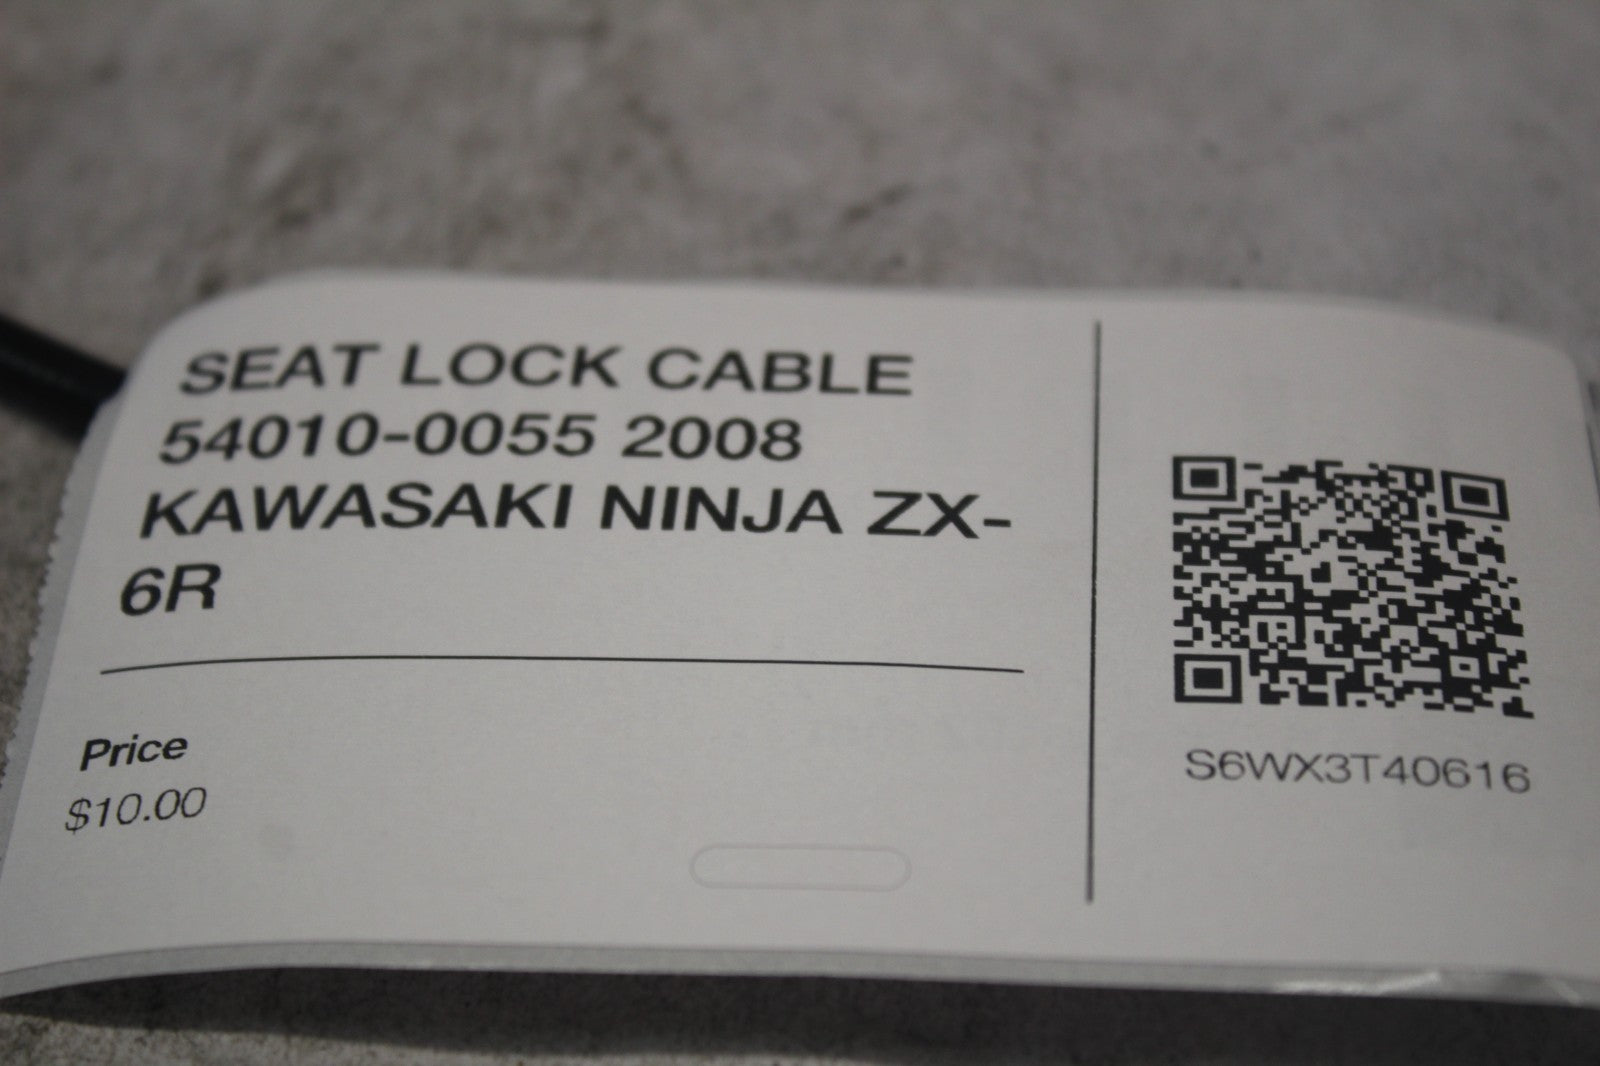 SEAT LOCK CABLE
54010-0055 2008
KAWASAKI NINJA ZX-
6R
Price
$10.00
S6WX3T40616